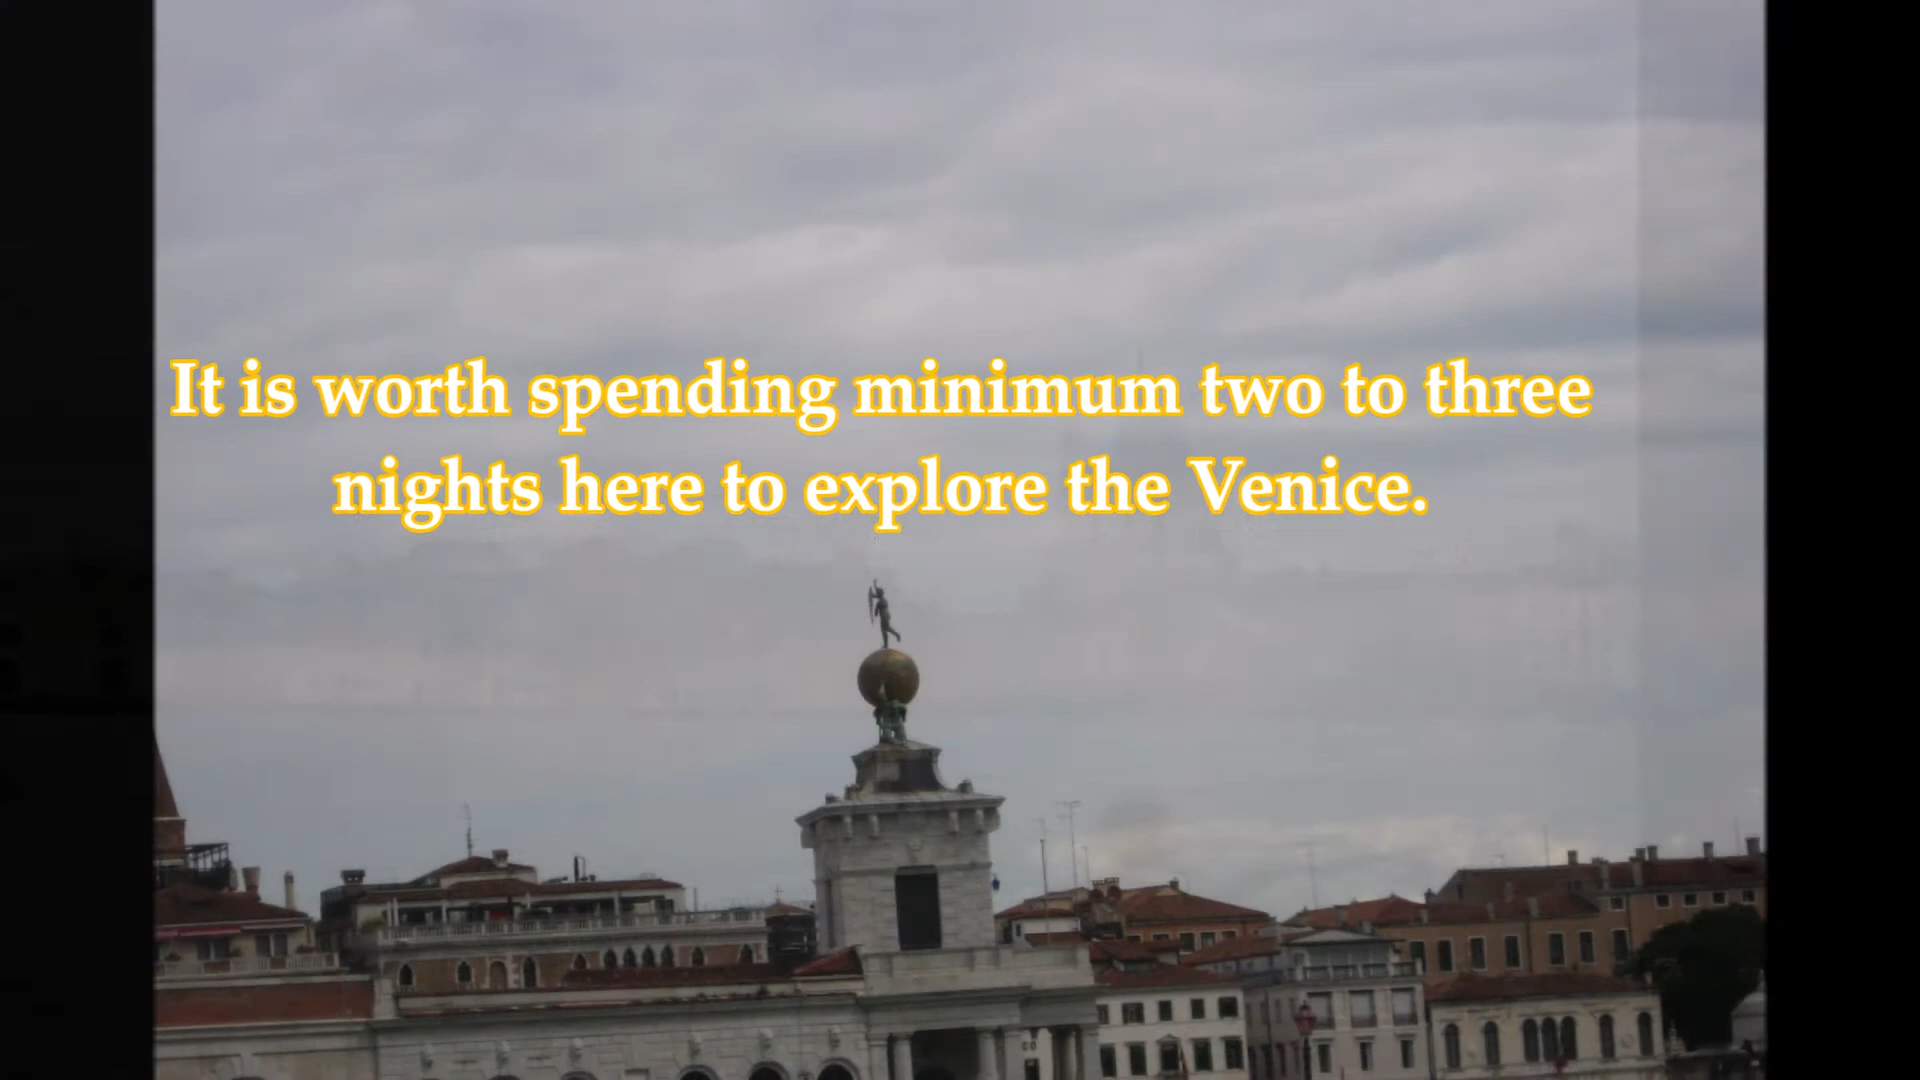 It is worth spending minimum two to three
nights here to explore the Venice.